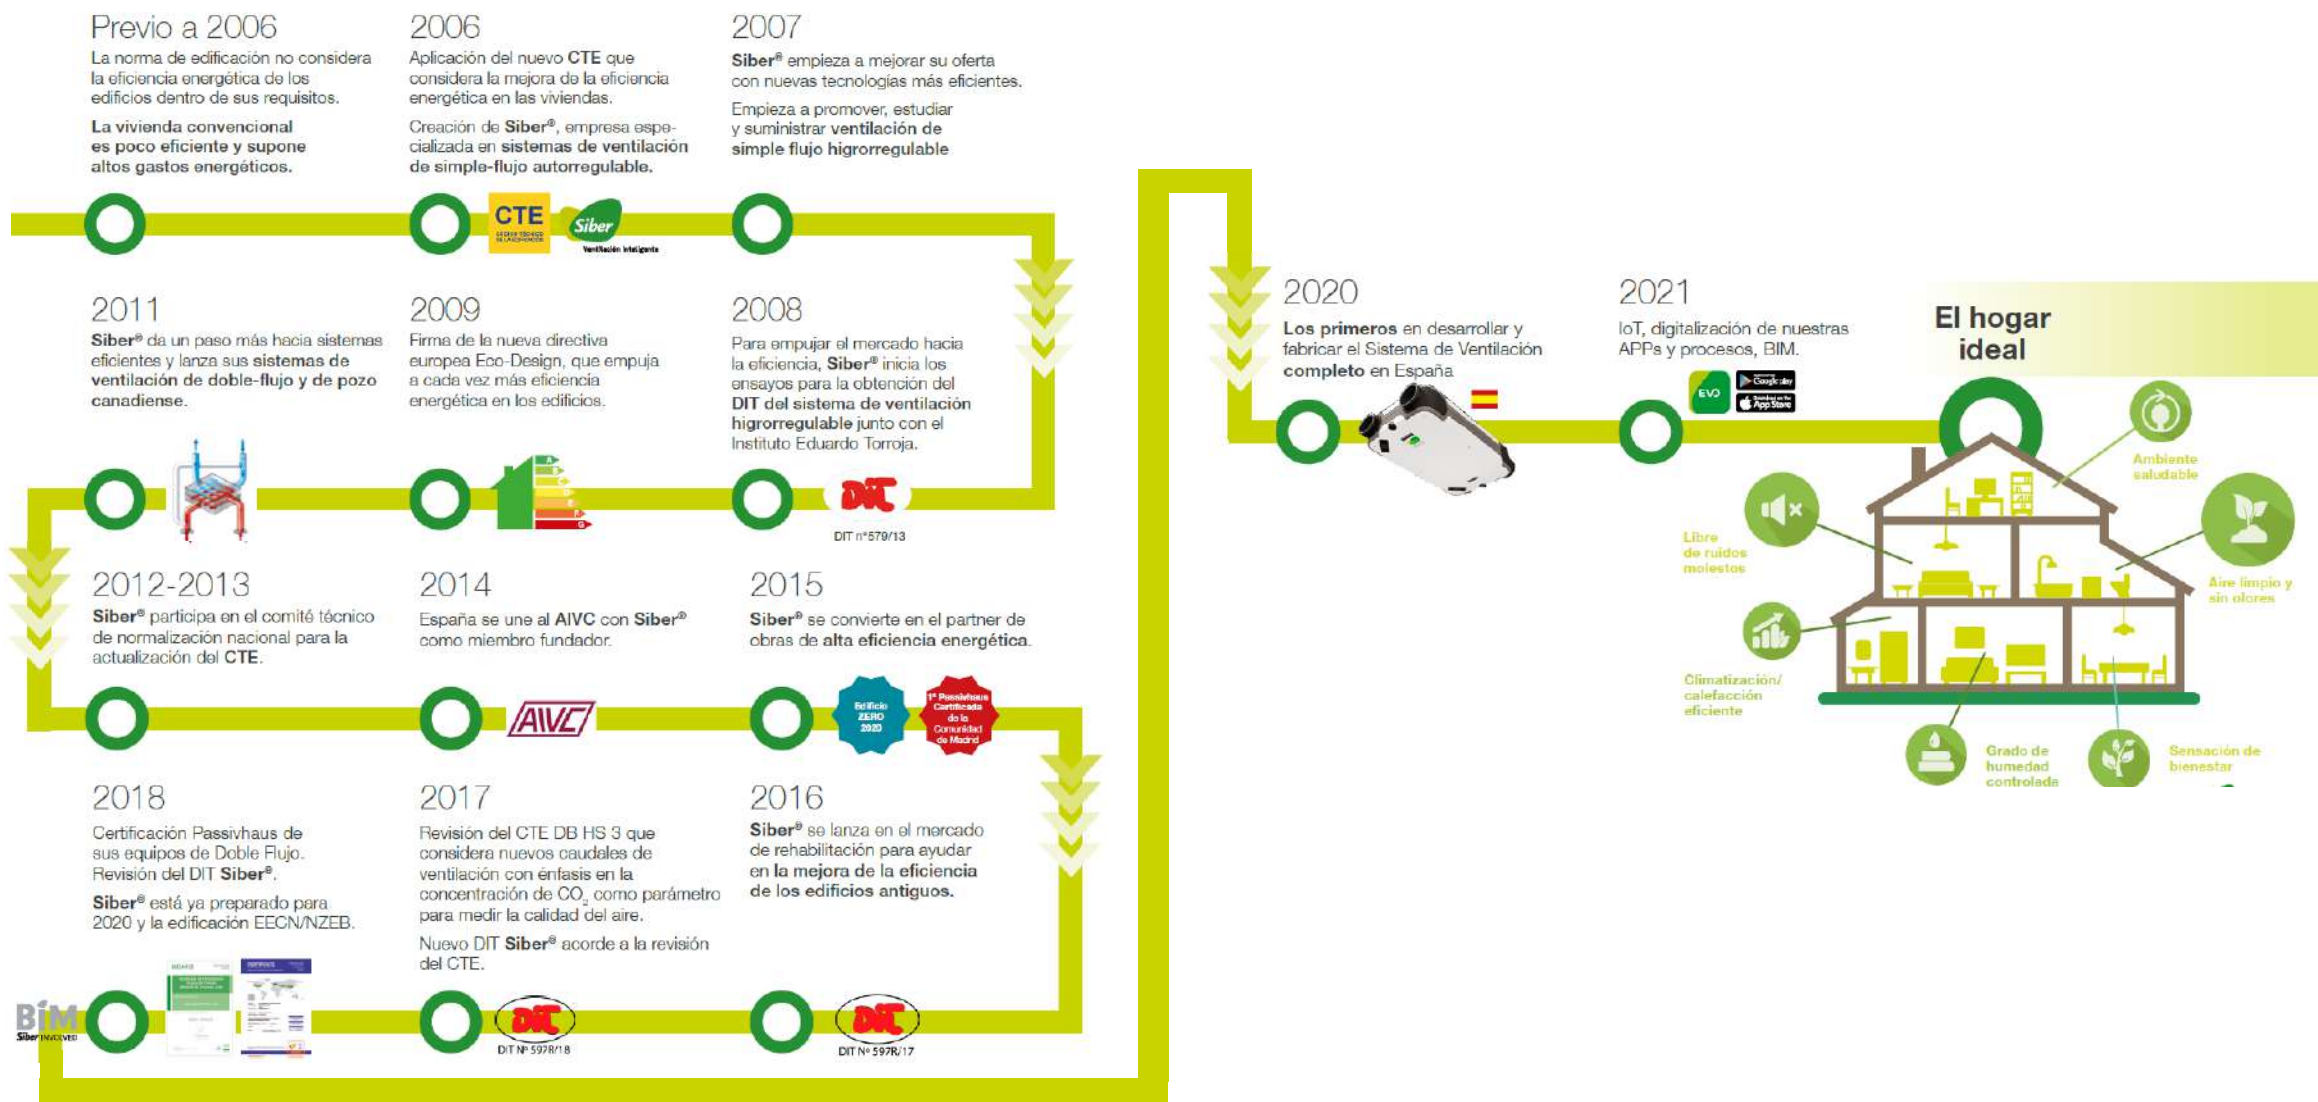 Previo a 2006
La norma de edificación no considera
la eficiencia energética de los
edificios dentro de sus requisitos.
La vivienda convencional
es poco eficiente y supone
altos gastos energéticos.
2006
Aplicación del nuevo CTE que
considera la mejora de la eficiencia
energética en las viviendas.
Creación de Siber®, empresa espe-
cializada en sistemas de ventilación
de simple-flujo autorregulable.
CTE
Siber
Ventilación Inteligente
2007
Siber® empieza a mejorar su oferta
con nuevas tecnologías más eficientes.
Empieza a promover, estudiar
y suministrar ventilación de
simple flujo higrorregulable
2008
Para empujar el mercado hacia
la eficiencia, Siber® inicia los
ensayos para la obtención del
DIT del sistema de ventilación
higrorregulable junto con el
Instituto Eduardo Torroja.
DIT
DIT nº579/13
2009
Firma de la nueva directiva
europea Eco-Design, que empuja
a cada vez más eficiencia
energética en los edificios.
A
G
2011
Siber® da un paso más hacia sistemas
eficientes y lanza sus sistemas de
ventilación de doble-flujo y de pozo
canadiense.
2012-2013
Siber® participa en el comité técnico
de normalización nacional para la
actualización del CTE.
2014
España se une al AIVC con Siber®
como miembro fundador.
AIVC
2015
Siber® se convierte en el partner de
obras de alta eficiencia energética.
Edificio
ZERO
2020
1ª Passivhaus
Certificada
de la
Comunidad
de Madrid
2016
Siber® se lanza en el mercado
de rehabilitación para ayudar
en la mejora de la eficiencia
de los edificios antiguos.
DIT
DIT Nº 597R/17
2017
Revisión del CTE DB HS 3 que
considera nuevos caudales de
ventilación con énfasis en la
concentración de CO2 como parámetro
para medir la calidad del aire.
Nuevo DIT Siber® acorde a la revisión
del CTE.
DIT
DIT Nº 597R/18
2018
Certificación Passivhaus de
sus equipos de Doble Flujo.
Revisión del DIT Siber®.
Siber® está ya preparado para
2020 y la edificación EECN/NZEB.
BIM
Siber INVOLVED
2020
Los primeros en desarrollar y
fabricar el Sistema de Ventilación
completo en España
2021
IoT, digitalización de nuestras
APPs y procesos, BIM.
EVO
Google play
App Store
El hogar
ideal
Ambiente
saludable
Libre
de ruidos
molestos
Aire limpio y
sin olores
Climatización/
calefacción
eficiente
Grado de
humedad
controlada
Sensación de
bienestar